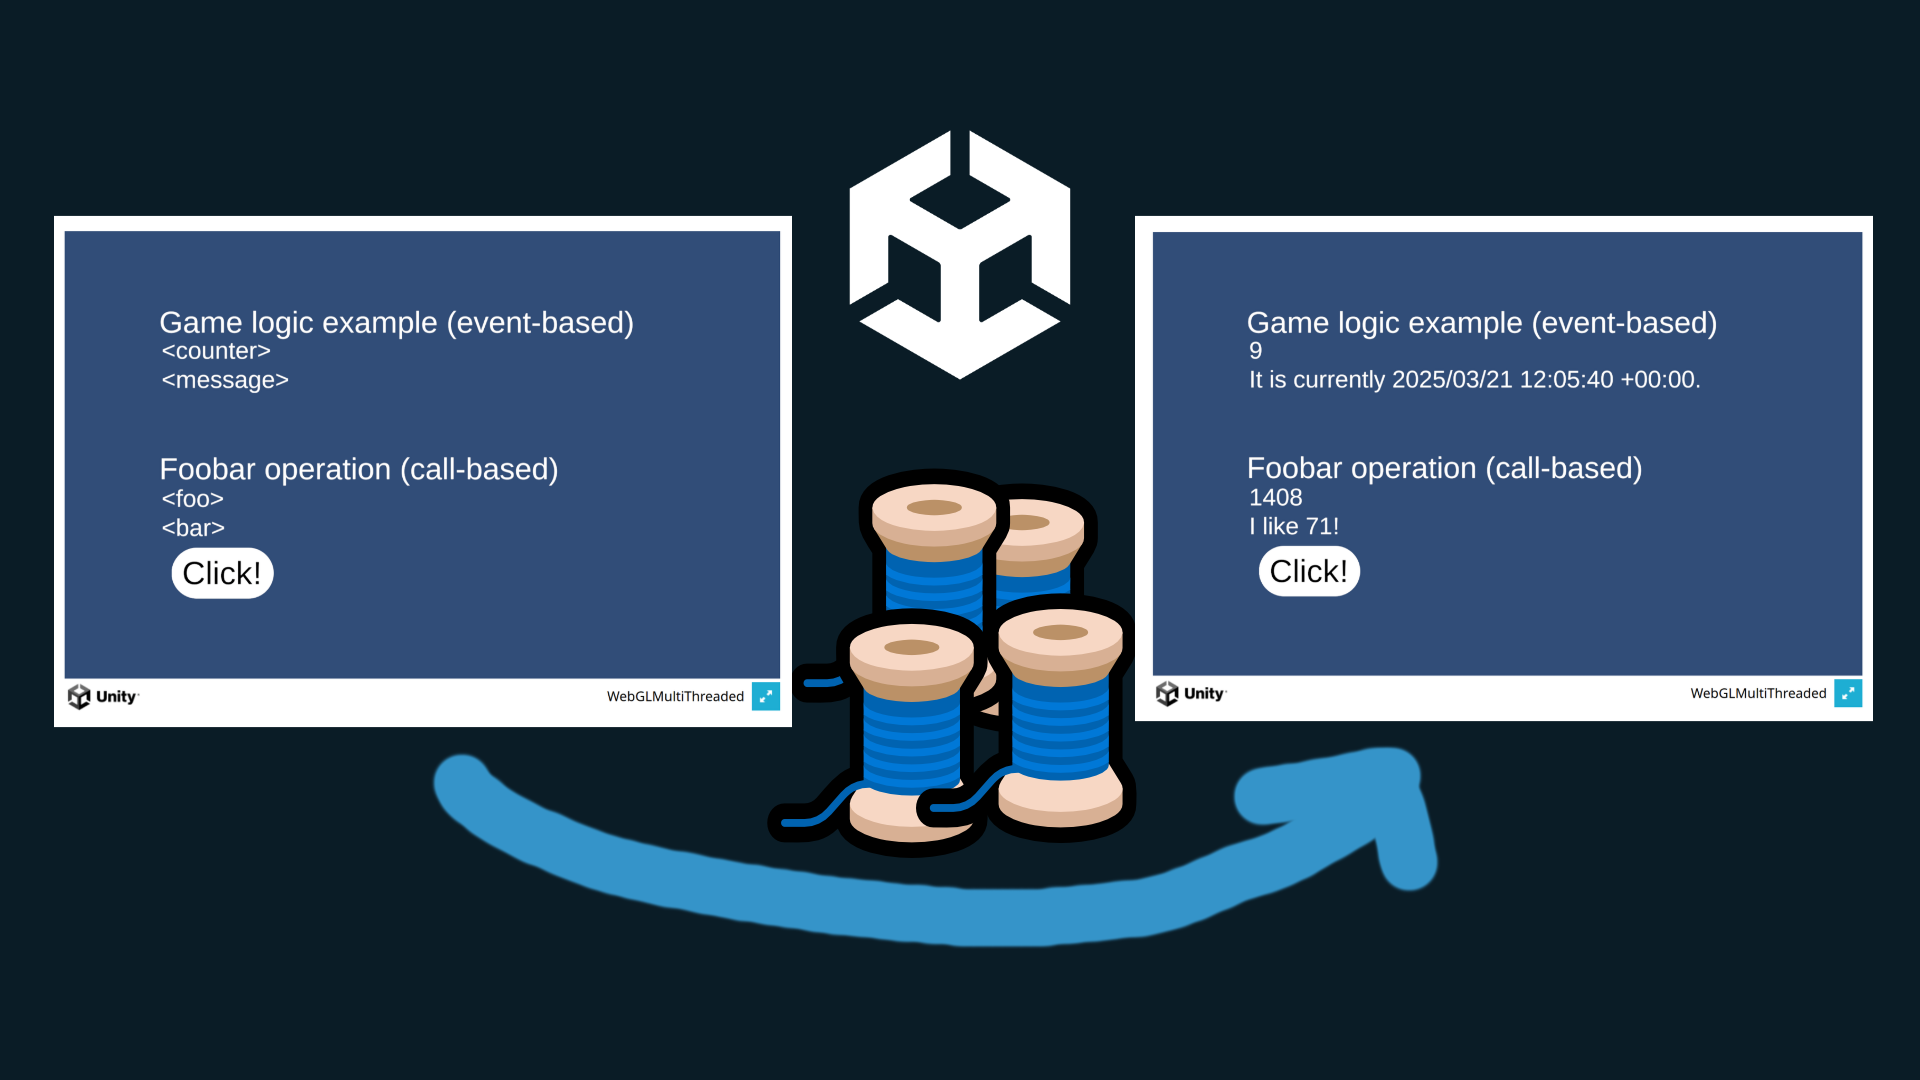 Game logic example (event-based)
<counter>
<message>
Foobar operation (call-based)
<foo>
<bar>
Click!
Unity
WebGLMultiThreaded
Game logic example (event-based)
9
It is currently 2025/03/21 12:05:40 +00:00.
Foobar operation (call-based)
1408
I like 71!
Click!
Unity
WebGLMultiThreaded